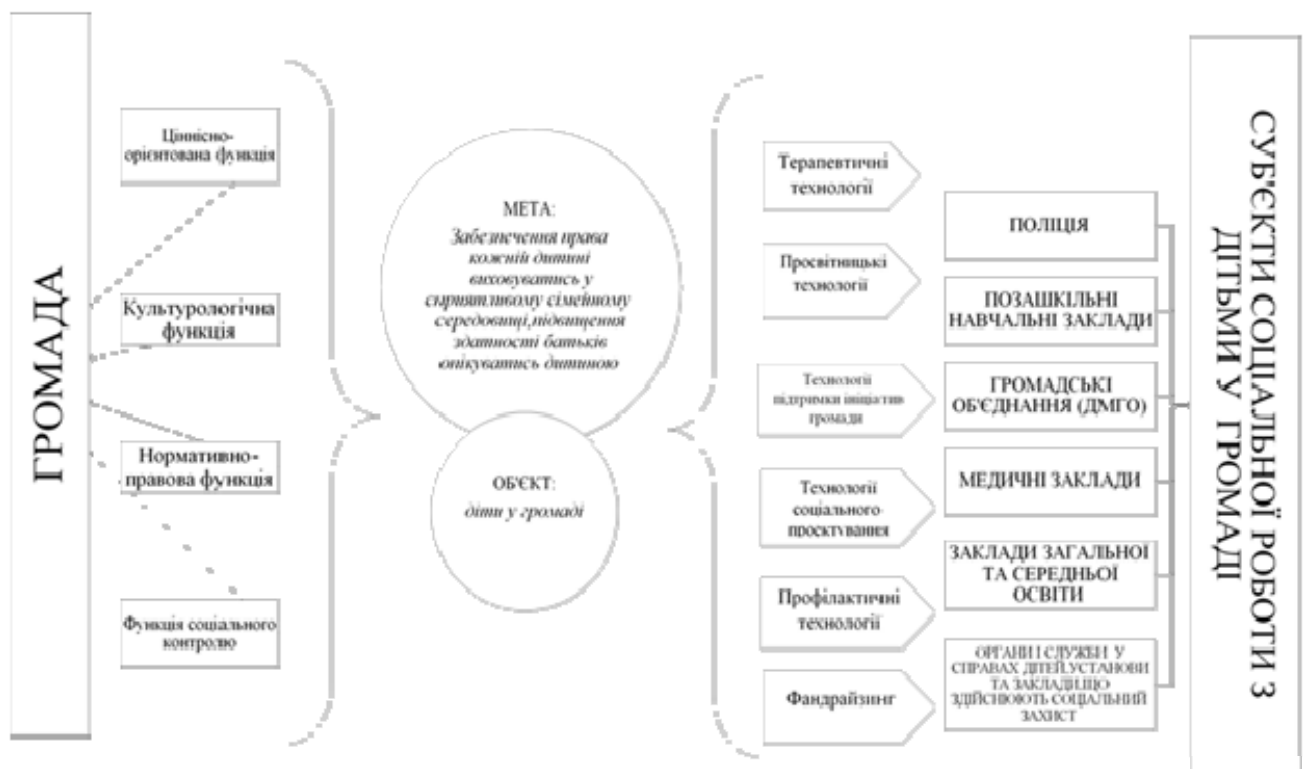 ГРОМАДА
Ціннісно-
орієнтована функція
Культурологічна
функція
Нормативно-
правова функція
Функція соціального
контролю
МЕТА:
Забезпечення права
кожній дитині
виховуватись у
сприятливому сімейному
середовищі,підвищення
здатності батьків
опікуватись дитиною
ОБ'ЄКТ:
діти у громаді
Терапевтичні
технології
Просвітницькі
технології
Технології
підтримки ініціатив
громади
Технології
соціального
проєктування
Профілактичні
технології
Фандрайзинг
ПОЛІЦІЯ
ПОЗАШКІЛЬНІ
НАВЧАЛЬНІ ЗАКЛАДИ
ГРОМАДСЬКІ
ОБ'ЄДНАННЯ (ДМГО)
МЕДИЧНІ ЗАКЛАДИ
ЗАКЛАДИ ЗАГАЛЬНОЇ
ТА СЕРЕДНЬОЇ
ОСВІТИ
ОРГАНИ І СЛУЖБИ У
СПРАВАХ ДІТЕЙ,УСТАНОВИ
ТА ЗАКЛАДИ,ЩО
ЗДІЙСНЮЮТЬ СОЦІАЛЬНИЙ
ЗАХИСТ
СУБ'ЄКТИ СОЦІАЛЬНОЇ РОБОТИ З
ДІТЬМИ У ГРОМАДІ